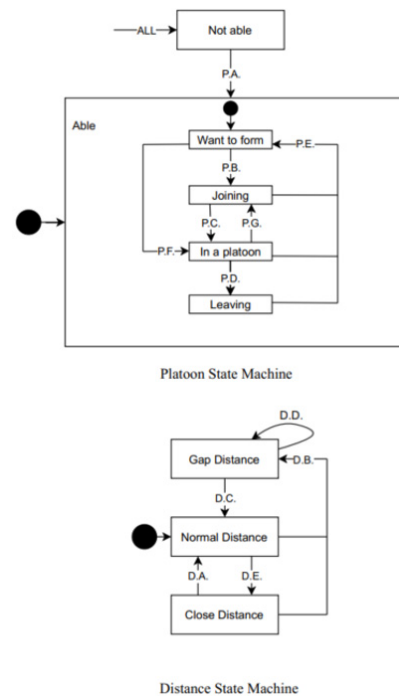 ALL
Not able
P.A.
Able
Want to form
P.E.
P.B.
Joining
P.C.
P.G.
P.F.
In a platoon
P.D.
Leaving
Platoon State Machine
D.D.
Gap Distance
D.B.
D.C.
Normal Distance
D.A.
D.E.
Close Distance
Distance State Machine